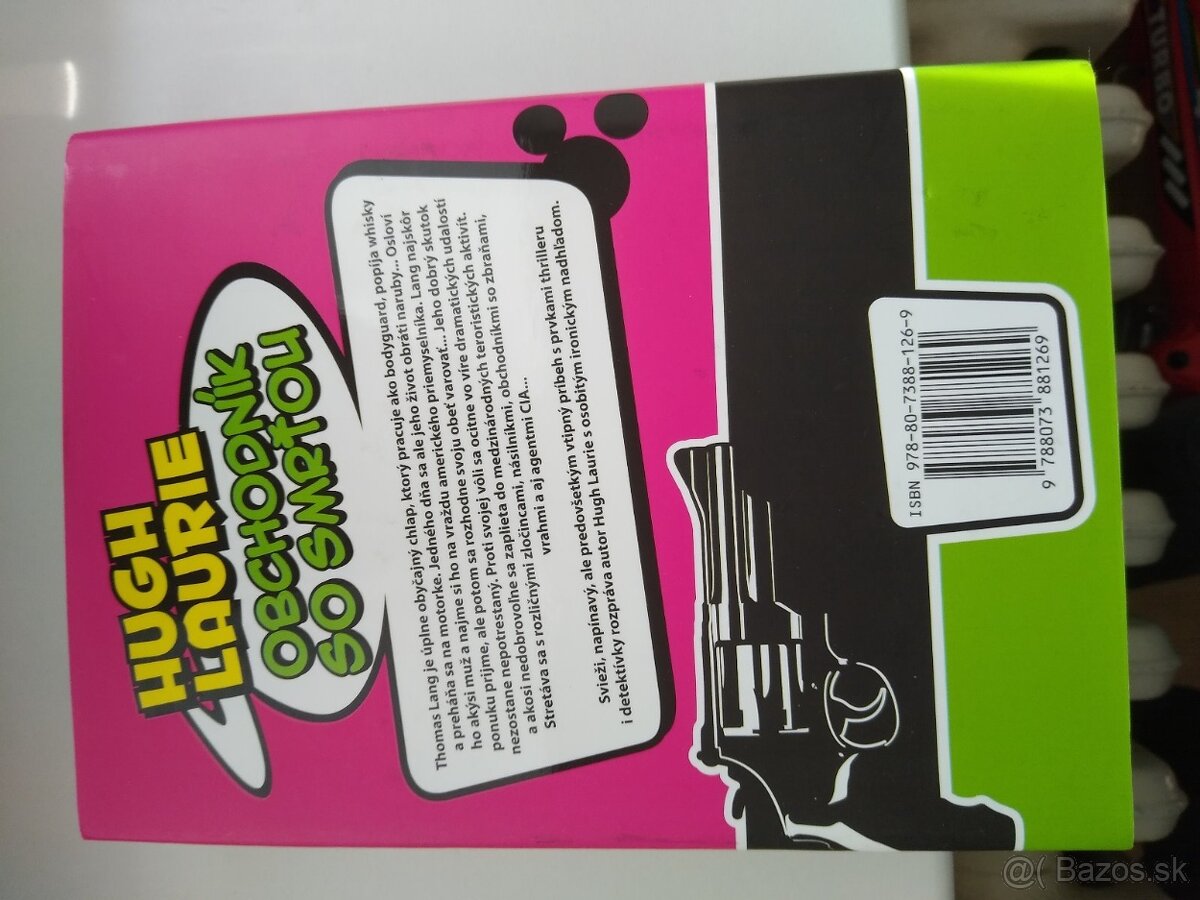 HUGH
LAURIE
OBCHODNÍK
SO SMRŤOU
Thomas Lang je úplne obyčajný chlap, ktorý pracuje ako bodyguard, popíja whisky
a preháňa sa na motorke. Jedného dňa sa ale jeho život obráti naruby... Osloví
ho akýsi muž a najme si ho na vraždu amerického priemyselníka. Lang najskôr
ponuku prijme, ale potom sa rozhodne svoju obeť varovať... Jeho dobrý skutok
nezostane nepotrestaný. Proti svojej vôli sa ocitne vo víre dramatických udalostí
a akosi nedobrovoľne sa zaplieta do medzinárodných teroristických aktivít.
Stretáva sa s rozličnými zločincami, násilníkmi, obchodníkmi so zbraňami,
vrahmi a aj agentmi CIA...
Svieži, napínavý, ale predovšetkým vtipný príbeh s prvkami thrilleru
i detektívky rozpráva autor Hugh Laurie s osobitým ironickým nadhľadom.
ISBN 978-80-7388-126-9
9 788073 881269
TURBO
@( Bazos.sk